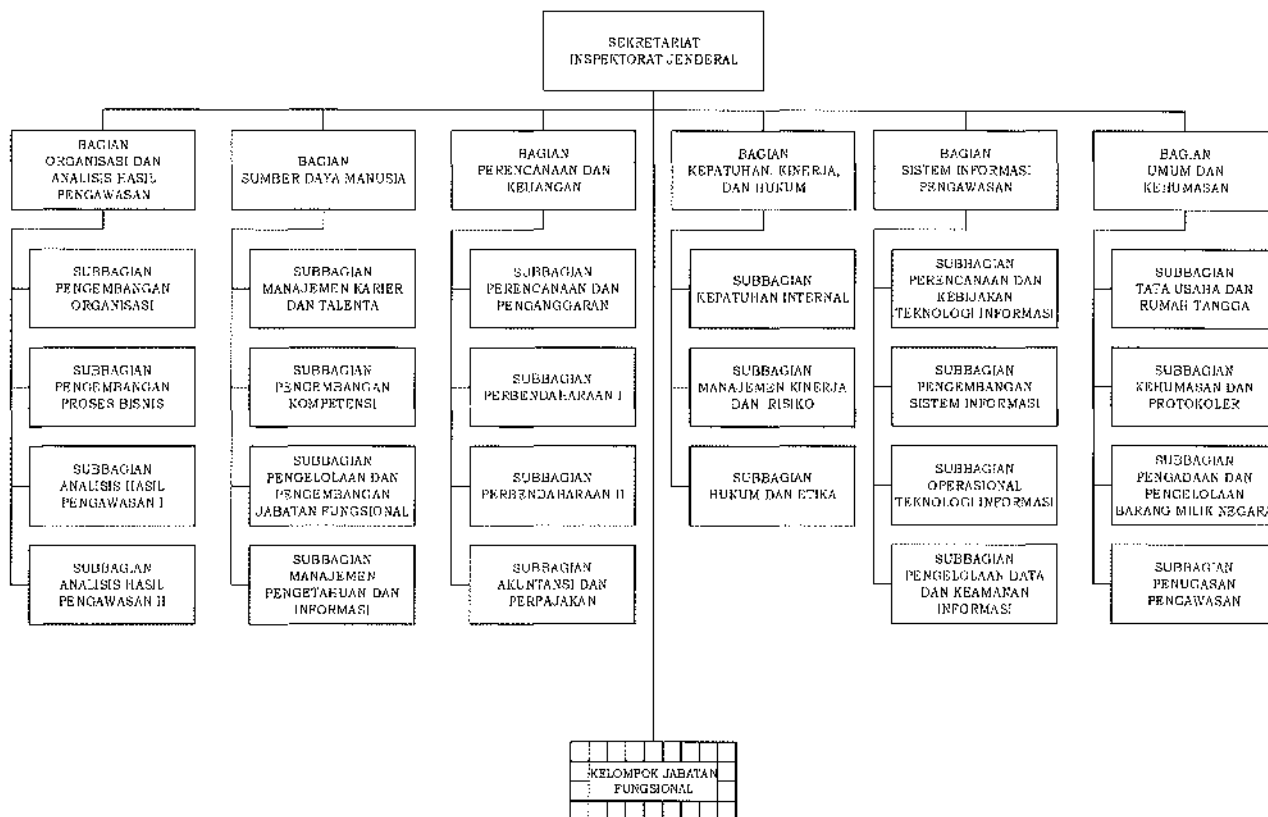 SEKRETARIAT
INSPEKTORAT JENDERAL
BAGIAN
ORGANISASI DAN
ANALISIS HASIL
PENGAWASAN
BAGIAN
SUMBER DAYA MANUSIA
BAGIAN
PERENCANAAN DAN
KEUANGAN
BAGIAN
KEPATUHAN, KINERJA,
DAN HUKUM
BAGIAN
SISTEM INFORMASI
PENGAWASAN
BAGIAN
UMUM DAN
KEHUMASAN
SUBBAGIAN
PENGEMBANGAN
ORGANISASI
SUBBAGIAN
MANAJEMEN KARIER
DAN TALENTA
SUBBAGIAN
PERENCANAAN DAN
PENGANGGARAN
SUBBAGIAN
KEPATUHAN INTERNAL
SUBBAGIAN
PERENCANAAN DAN
KEBIJAKAN
TEKNOLOGI INFORMASI
SUBBAGIAN
TATA USAHA DAN
RUMAH TANGGA
SUBBAGIAN
PENGEMBANGAN
PROSES BISNIS
SUBBAGIAN
PENGEMBANGAN
KOMPETENSI
SUBBAGIAN
PERBENDAHARAAN I
SUBBAGIAN
MANAJEMEN KINERJA
DAN RISIKO
SUBBAGIAN
PENGEMBANGAN
SISTEM INFORMASI
SUBBAGIAN
KEHUMASAN DAN
PROTOKOLER
SUBBAGIAN
ANALISIS HASIL
PENGAWASAN I
SUBBAGIAN
PENGELOLAAN DAN
PENGEMBANGAN
JABATAN FUNGSIONAL
SUBBAGIAN
PERBENDAHARAAN II
SUBBAGIAN
HUKUM DAN ETIKA
SUBBAGIAN
OPERASIONAL
TEKNOLOGI INFORMASI
SUBBAGIAN
PENGADAAN DAN
PENGELOLAAN
BARANG MILIK NEGARA
SUBBAGIAN
ANALISIS HASIL
PENGAWASAN II
SUBBAGIAN
MANAJEMEN
PENGETAHUAN DAN
INFORMASI
SUBBAGIAN
AKUNTANSI DAN
PERPAJAKAN
SUBBAGIAN
PENGELOLAAN DATA
DAN KEAMANAN
INFORMASI
SUBBAGIAN
PENUGASAN
PENGAWASAN
KELOMPOK JABATAN
FUNGSIONAL